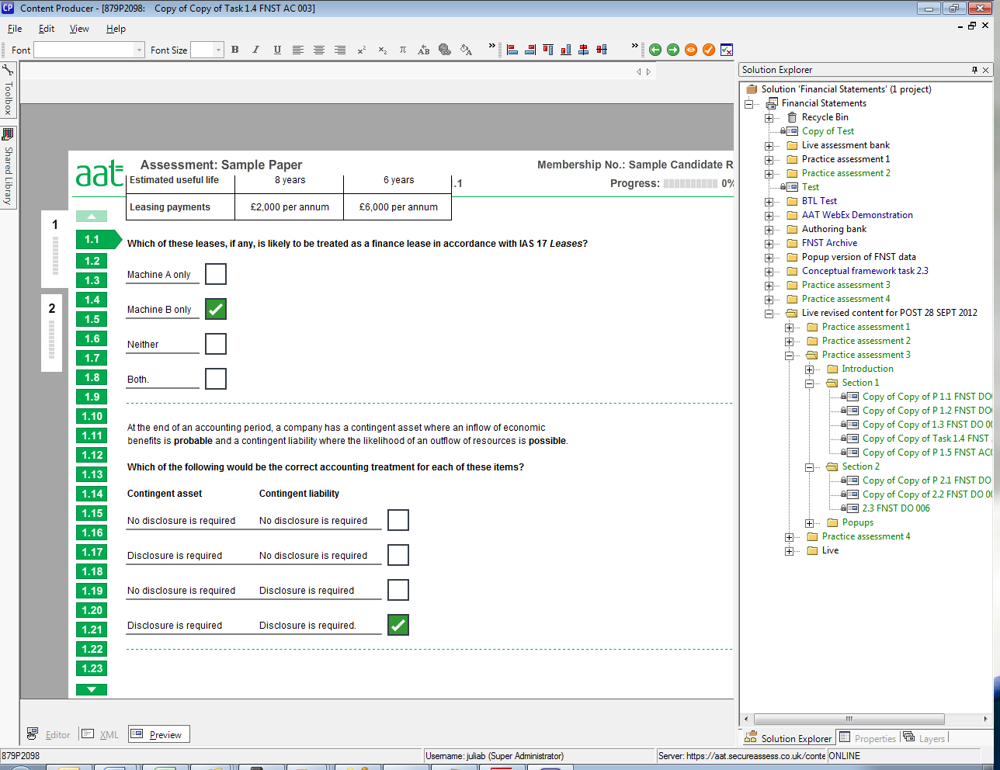 Content Producer - [879P2098: Copy of Copy of Task 1.4 FNST AC 003]
File Edit View Help
Font Font Size B I U
Toolbox
Shared Library
aat
Assessment: Sample Paper
Membership No.: Sample Candidate R
.1
Progress: 0%
Estimated useful life 8 years 6 years
Leasing payments £2,000 per annum £6,000 per annum
1
2
1.1
1.2
1.3
1.4
1.5
1.6
1.7
1.8
1.9
1.10
1.11
1.12
1.13
1.14
1.15
1.16
1.17
1.18
1.19
1.20
1.21
1.22
1.23
Which of these leases, if any, is likely to be treated as a finance lease in accordance with IAS 17 Leases?
Machine A only
Machine B only
Neither
Both.
At the end of an accounting period, a company has a contingent asset where an inflow of economic
benefits is probable and a contingent liability where the likelihood of an outflow of resources is possible.
Which of the following would be the correct accounting treatment for each of these items?
Contingent asset Contingent liability
No disclosure is required No disclosure is required
Disclosure is required No disclosure is required
No disclosure is required Disclosure is required
Disclosure is required Disclosure is required.
Editor XML Preview
Solution Explorer
Solution 'Financial Statements' (1 project)
Financial Statements
Recycle Bin
Copy of Test
Live assessment bank
Practice assessment 1
Practice assessment 2
Test
BTL Test
AAT WebEx Demonstration
Authoring bank
FNST Archive
Popup version of FNST data
Conceptual framework task 2.3
Practice assessment 3
Practice assessment 4
Live revised content for POST 28 SEPT 2012
Practice assessment 1
Practice assessment 2
Practice assessment 3
Introduction
Section 1
Copy of Copy of P 1.1 FNST DO
Copy of Copy of P 1.2 FNST DO
Copy of Copy of 1.3 FNST DO 0
Copy of Copy of Task 1.4 FNST
Copy of Copy of P 1.5 FNST AC
Section 2
Copy of Copy of P 2.1 FNST DO
Copy of Copy of 2.2 FNST DO 0
2.3 FNST DO 006
Popups
Practice assessment 4
Live
Solution Explorer Properties Layers
879P2098 Username: juliab (Super Administrator) Server: https://aat.secureassess.co.uk/conte ONLINE